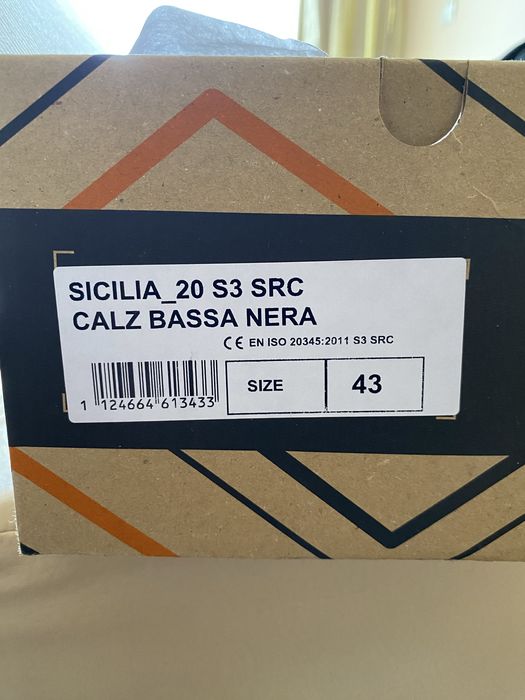 SICILIA_20 S3 SRC
CALZ BASSA NERA
CE EN ISO 20345:2011 S3 SRC
1 124664 613433
SIZE 43